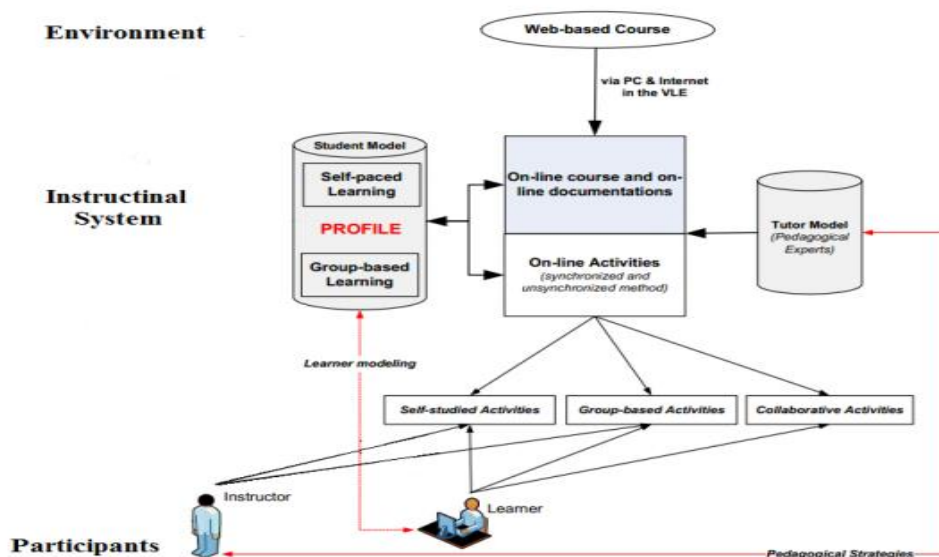 Environment
Web-based Course
via PC & Internet
in the VLE
Student Model
Self-paced
Learning
PROFILE
Group-based
Learning
Instructinal
System
On-line course and on-
line documentations
On-line Activities
(synchronized and
unsynchronized method)
Tutor Model
(Pedagogical
Experts)
Learner modeling
Self-studied Activities
Group-based Activities
Collaborative Activities
Instructor
Learner
Participants
Pedagogical Strategies